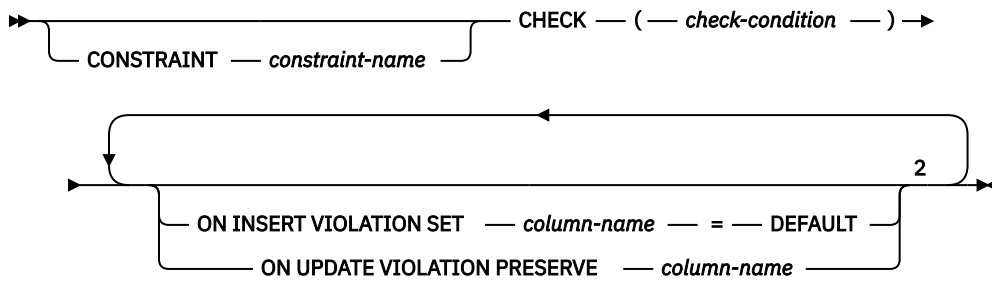 CHECK ( check-condition )
CONSTRAINT constraint-name
2
ON INSERT VIOLATION SET column-name = DEFAULT
ON UPDATE VIOLATION PRESERVE column-name